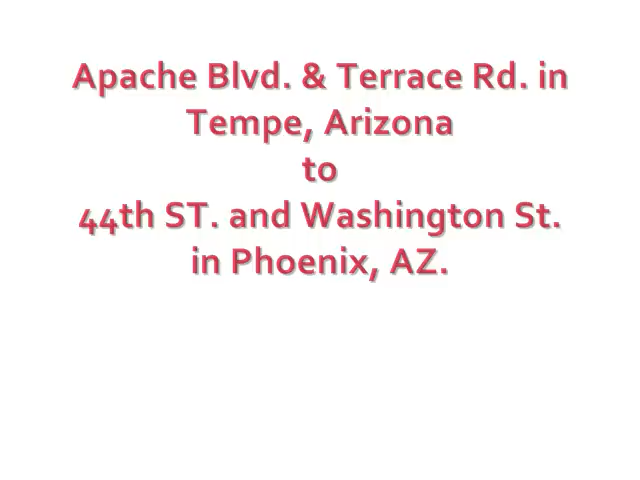 Apache Blvd. & Terrace Rd. in
Tempe, Arizona
to
44th ST. and Washington St.
in Phoenix, AZ.